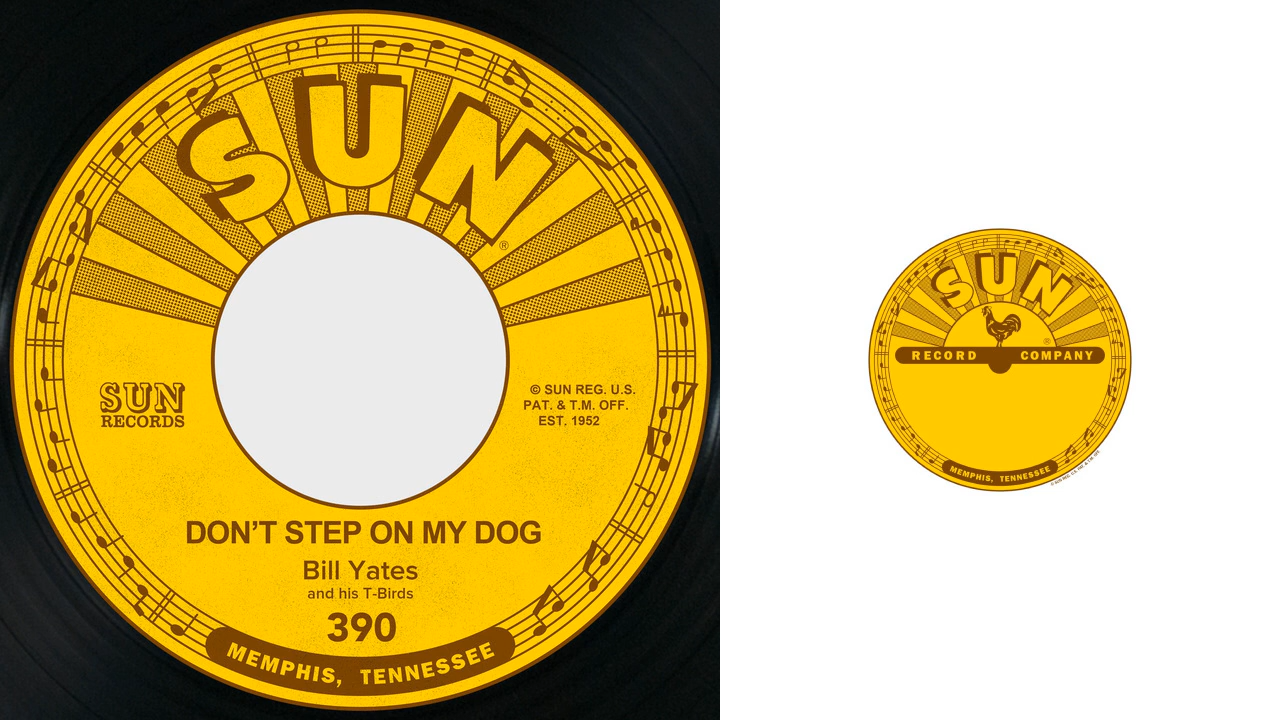 SUN
®
SUN
RECORDS
© SUN REG. U.S.
PAT. & T.M. OFF.
EST. 1952
DON'T STEP ON MY DOG
Bill Yates
and his T-Birds
390
MEMPHIS, TENNESSEE
SUN
®
RECORD COMPANY
MEMPHIS, TENNESSEE